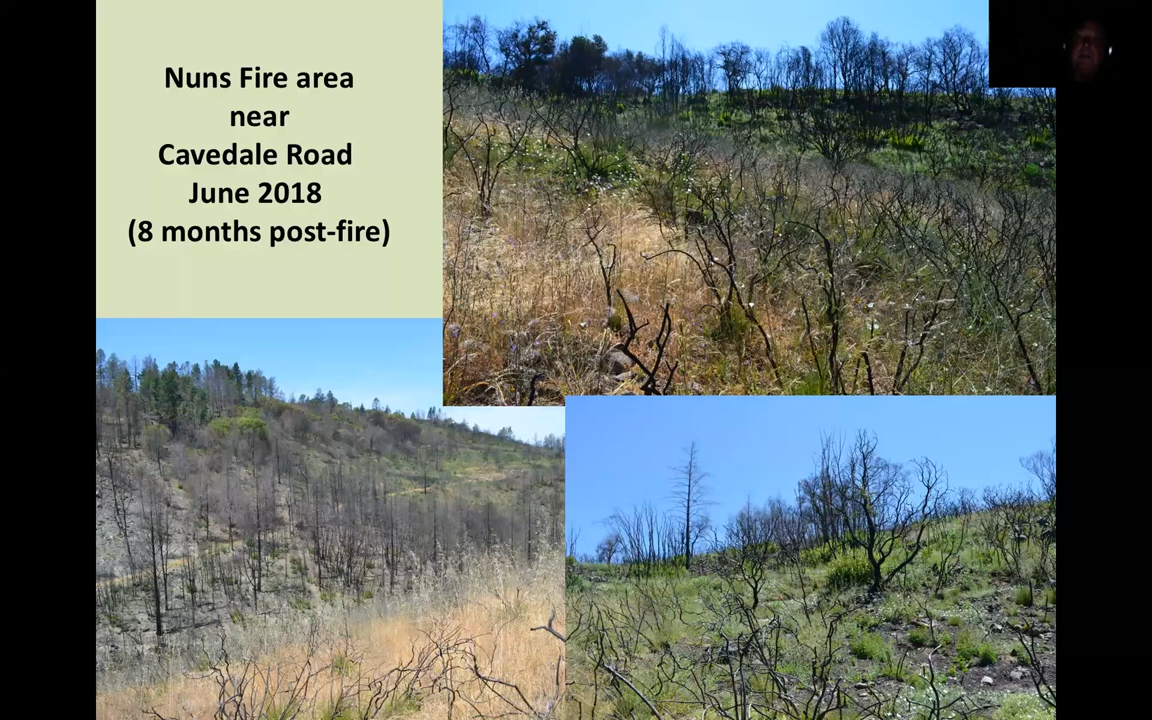 Nuns Fire area
near
Cavedale Road
June 2018
(8 months post-fire)